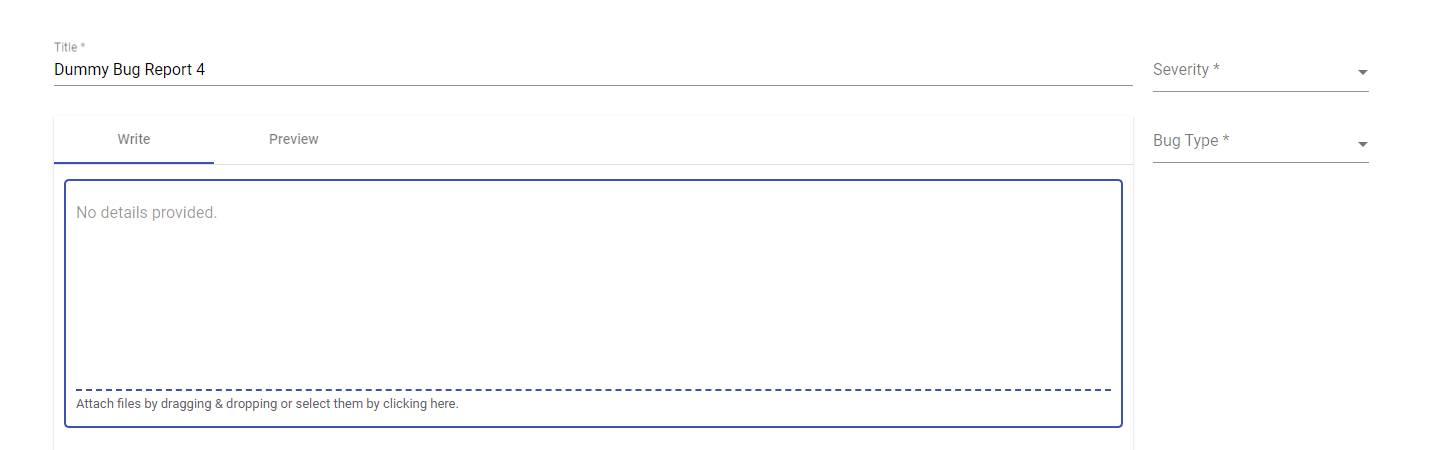 Title *
Dummy Bug Report 4
Severity *
Write
Preview
Bug Type *
No details provided.
Attach files by dragging & dropping or select them by clicking here.